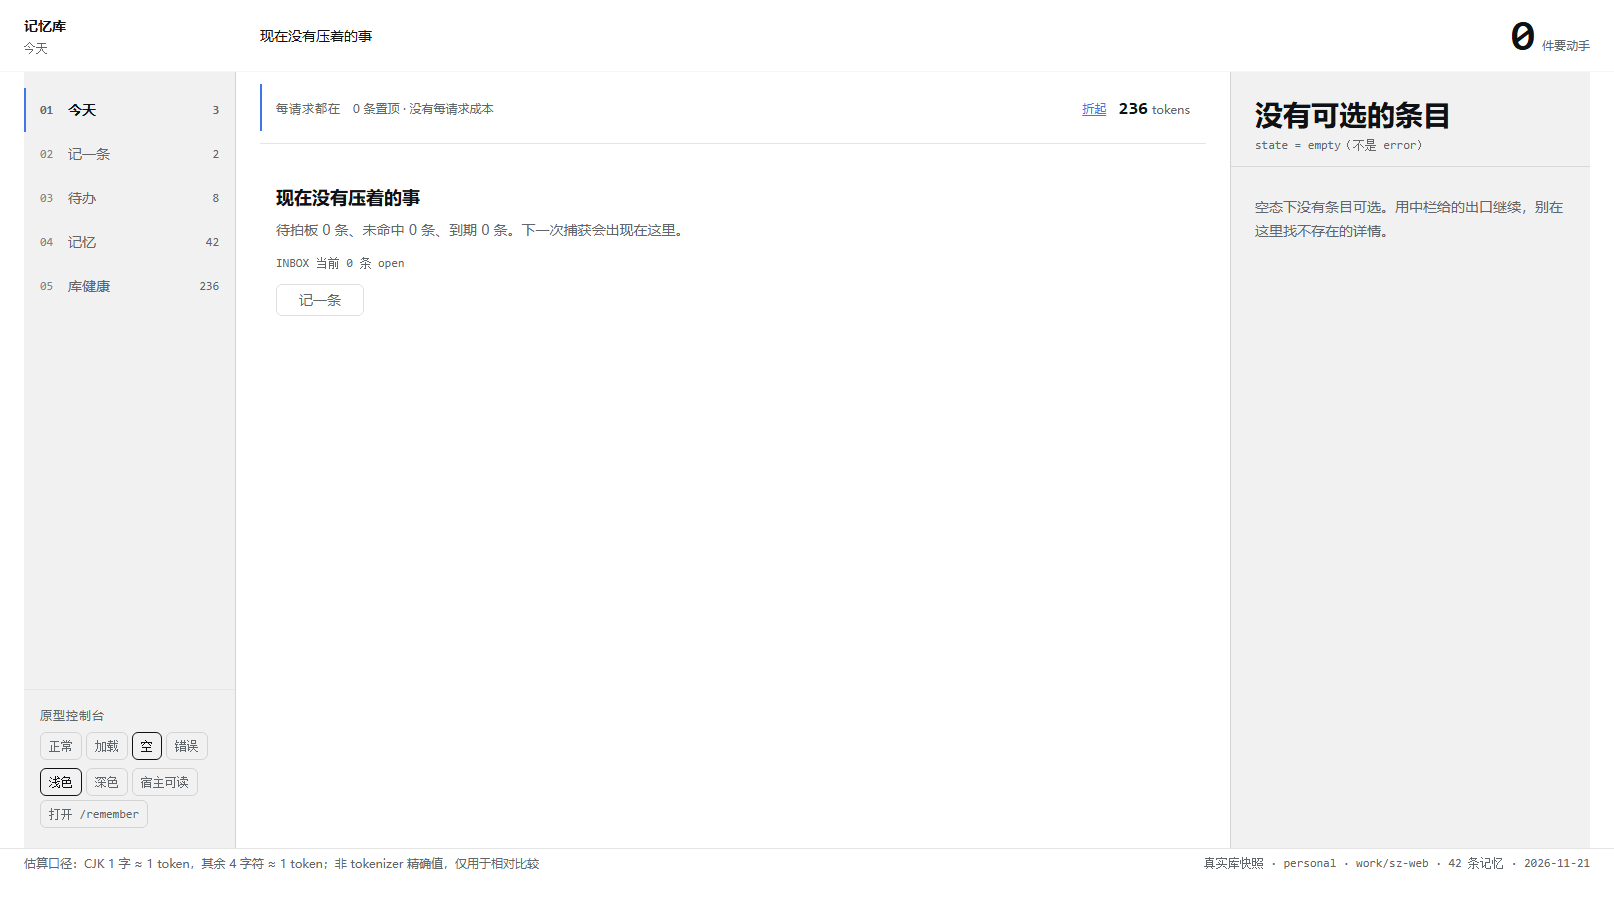 记忆库
今天
现在没有压着的事
0 件要动手
01 今天 3
02 记一条 2
03 待办 8
04 记忆 42
05 库健康 236
原型控制台
正常 加载 空 错误
浅色 深色 宿主可读
打开 /remember
每请求都在 0 条置顶 · 没有每请求成本 折起 236 tokens
现在没有压着的事
待拍板 0 条、未命中 0 条、到期 0 条。下一次捕获会出现在这里。
INBOX 当前 0 条 open
记一条
没有可选的条目
state = empty（不是 error）
空态下没有条目可选。用中栏给的出口继续，别在
这里找不存在的详情。
估算口径：CJK 1 字 ≈ 1 token，其余 4 字符 ≈ 1 token；非 tokenizer 精确值，仅用于相对比较
真实库快照 · personal · work/sz-web · 42 条记忆 · 2026-11-21